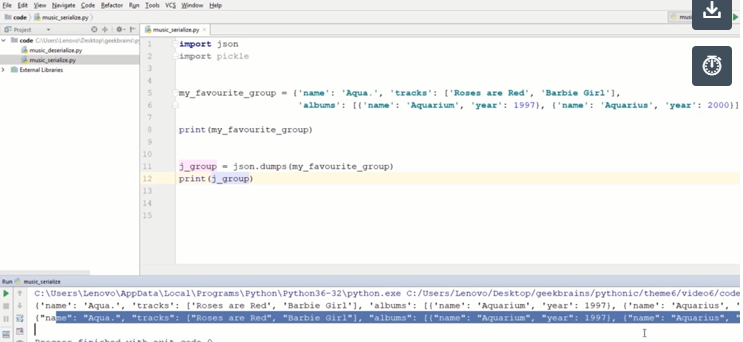 File Edit View Navigate Code Refactor Run Tools VCS Window Help
code music_serialize.py
Project
music_serialize.py
code C:\Users\Lenovo\Desktop\geekbrains\pythonic
music_deserialize.py
music_serialize.py
External Libraries
1 import json
2 import pickle
3
4
5 my_favourite_group = {'name': 'Aqua.', 'tracks': ['Roses are Red', 'Barbie Girl'],
6 'albums': [{'name': 'Aquarium', 'year': 1997}, {'name': 'Aquarius', 'year': 2000}]
7
8 print(my_favourite_group)
9
10
11 j_group = json.dumps(my_favourite_group)
12 print(j_group)
13
14
15
Run music_serialize
C:\Users\Lenovo\AppData\Local\Programs\Python\Python36-32\python.exe C:/Users/Lenovo/Desktop/geekbrains/pythonic/theme6/video6/code
{'name': 'Aqua.', 'tracks': ['Roses are Red', 'Barbie Girl'], 'albums': [{'name': 'Aquarium', 'year': 1997}, {'name': 'Aquarius', '
{"name": "Aqua.", "tracks": ["Roses are Red", "Barbie Girl"], "albums": [{"name": "Aquarium", "year": 1997}, {"name": "Aquarius", "
Process finished with exit code 0